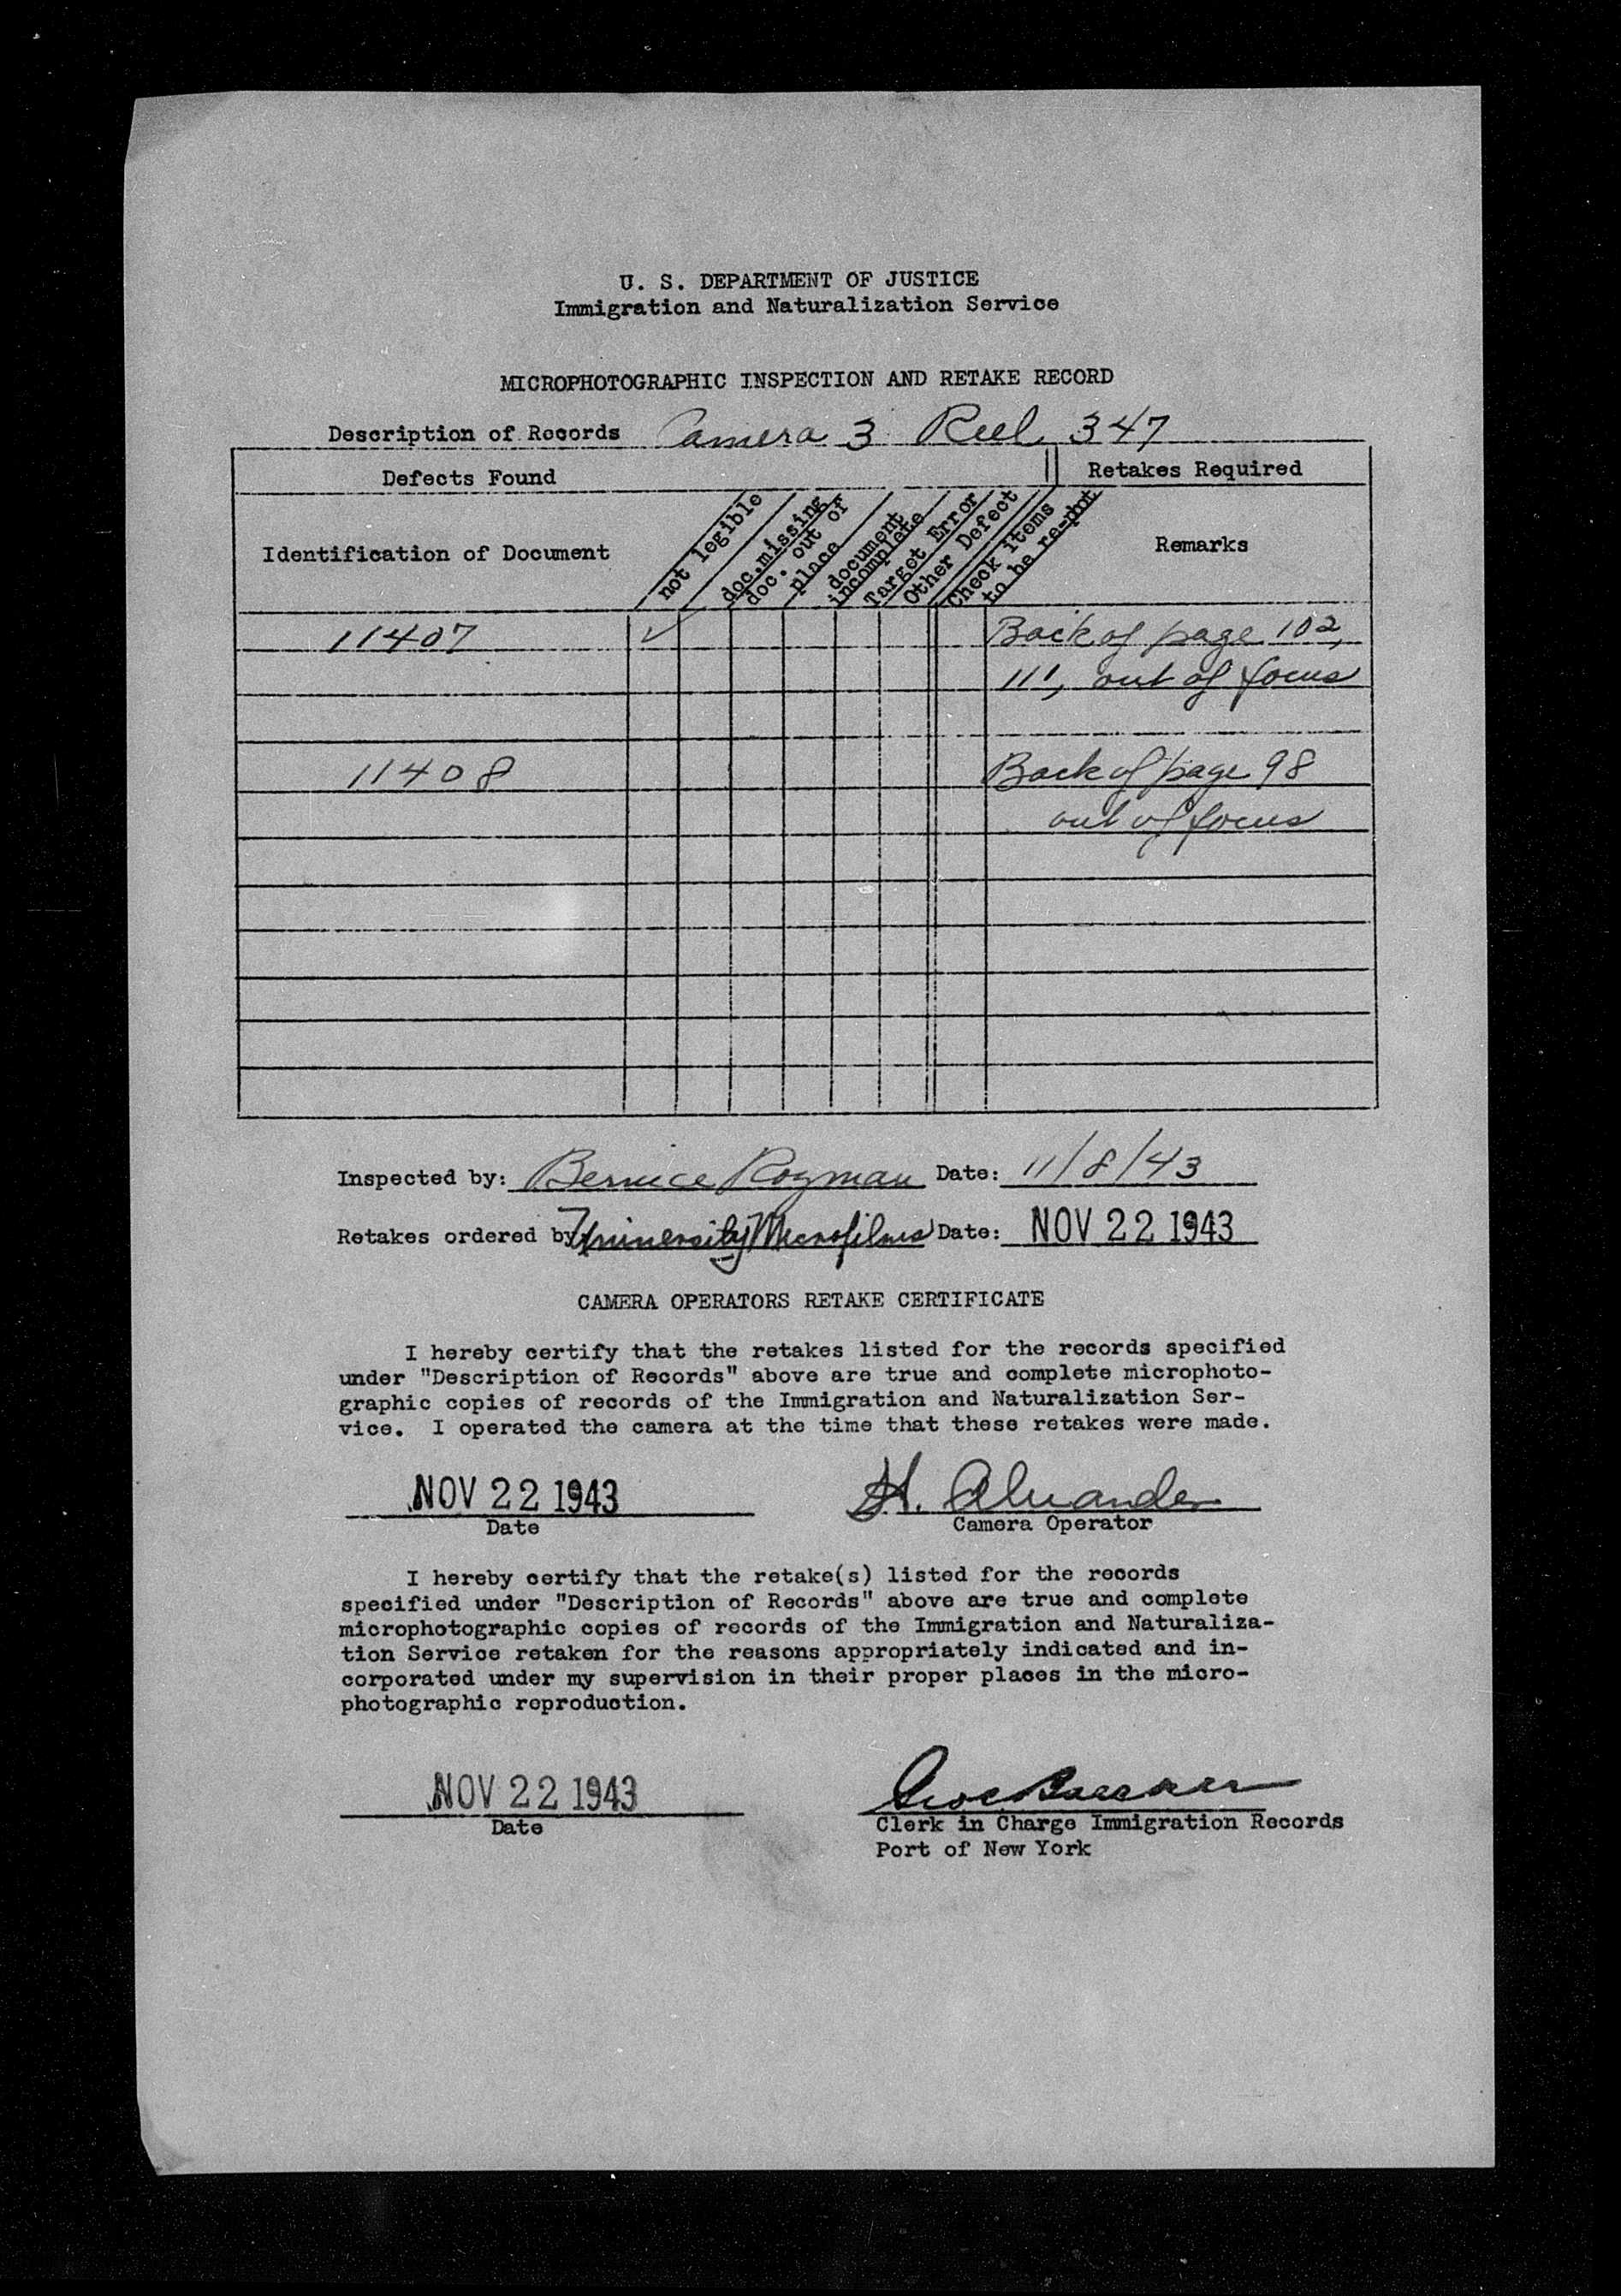 U. S. DEPARTMENT OF JUSTICE
Immigration and Naturalization Service
MICROPHOTOGRAPHIC INSPECTION AND RETAKE RECORD
Description of Records Camera 3 Reel 347
Defects Found Retakes Required
Identification of Document
not legible
doc. missing
doc. out of
place
document
incomplete
Target Error
Other Defect
Check items
to be re-phot
Remarks
11407 ✓ Back of page 102,
111, out of focus
11408 Back of page 98
out of focus
Inspected by: Bernice Rogman Date: 11/8/43
Retakes ordered by University Microfilms Date: NOV 22 1943
CAMERA OPERATORS RETAKE CERTIFICATE
I hereby certify that the retakes listed for the records specified
under "Description of Records" above are true and complete microphoto-
graphic copies of records of the Immigration and Naturalization Ser-
vice. I operated the camera at the time that these retakes were made.
NOV 22 1943 H. Alexander
Date Camera Operator
I hereby certify that the retake(s) listed for the records
specified under "Description of Records" above are true and complete
microphotographic copies of records of the Immigration and Naturaliza-
tion Service retaken for the reasons appropriately indicated and in-
corporated under my supervision in their proper places in the micro-
photographic reproduction.
NOV 22 1943
Date Clerk in Charge Immigration Records
Port of New York